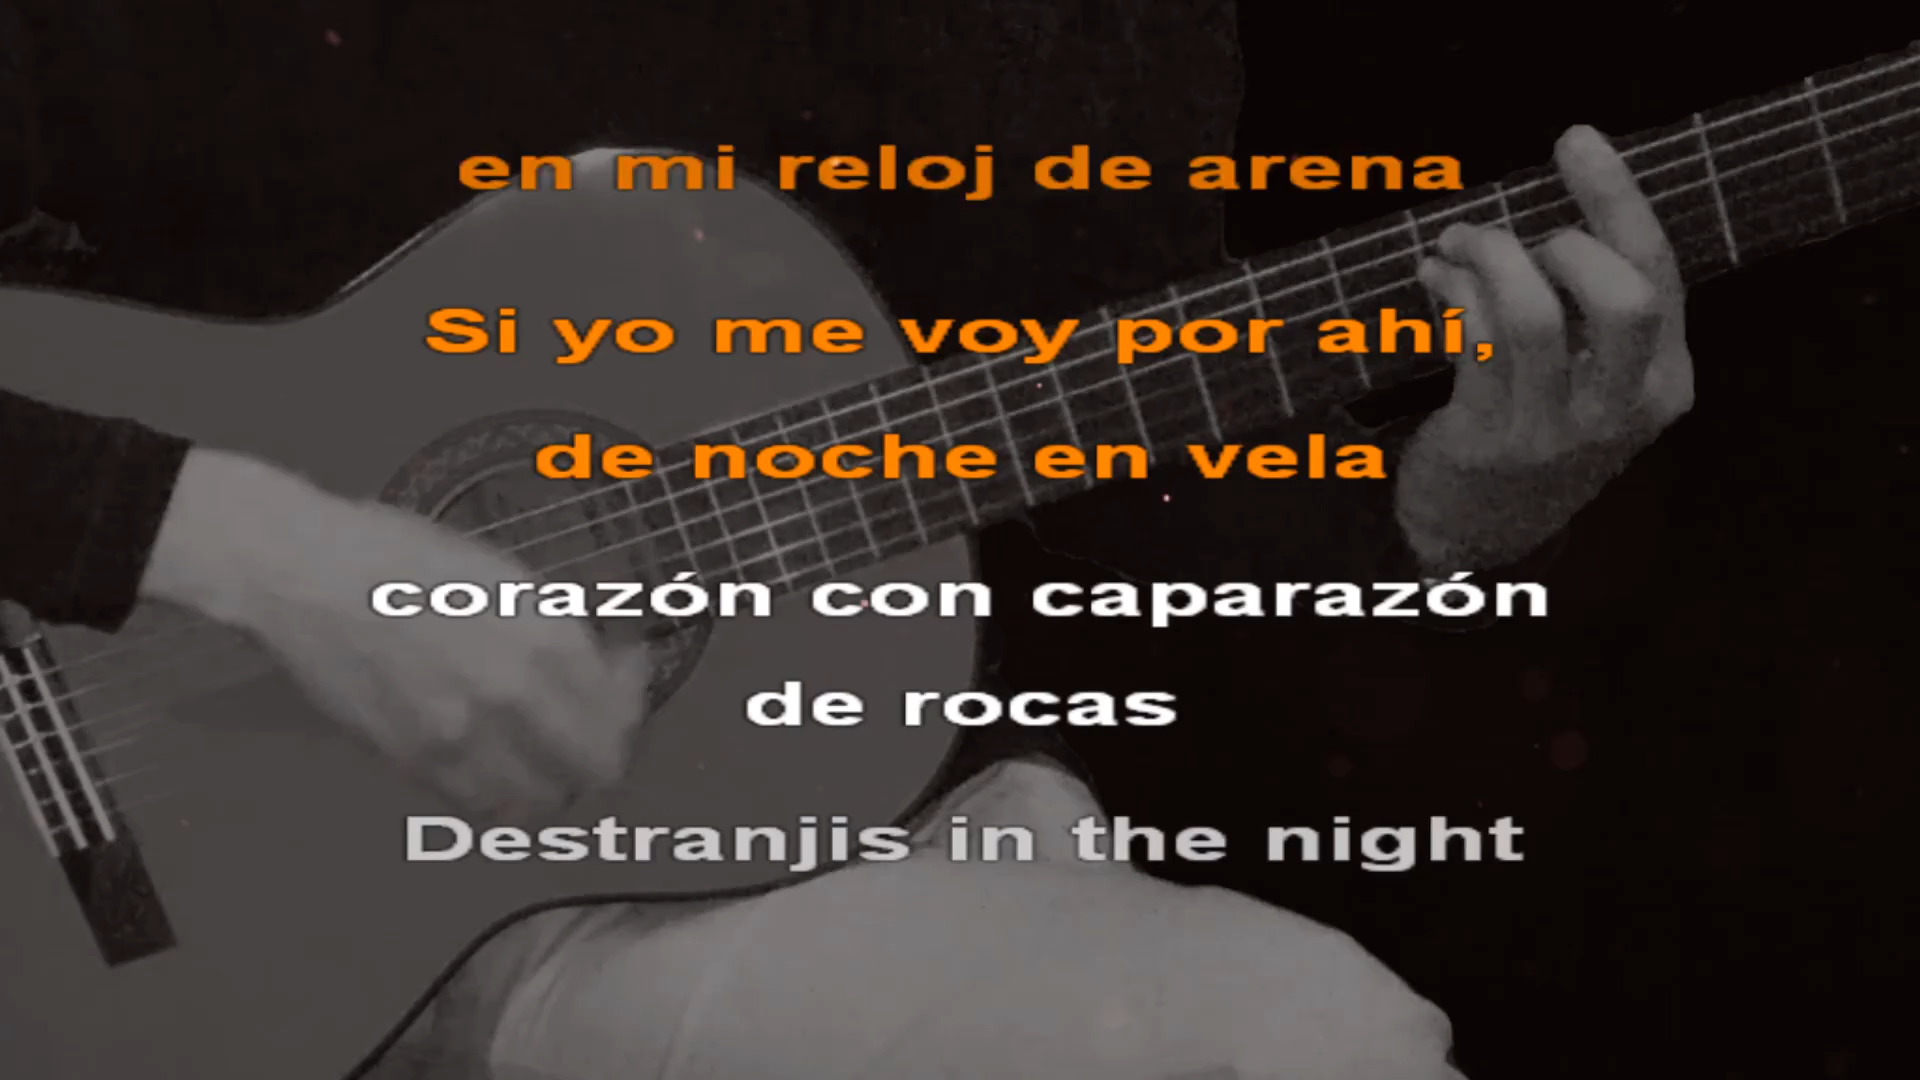 en mi reloj de arena
Si yo me voy por ahí,
de noche en vela
corazón con caparazón
de rocas
Destranjis in the night